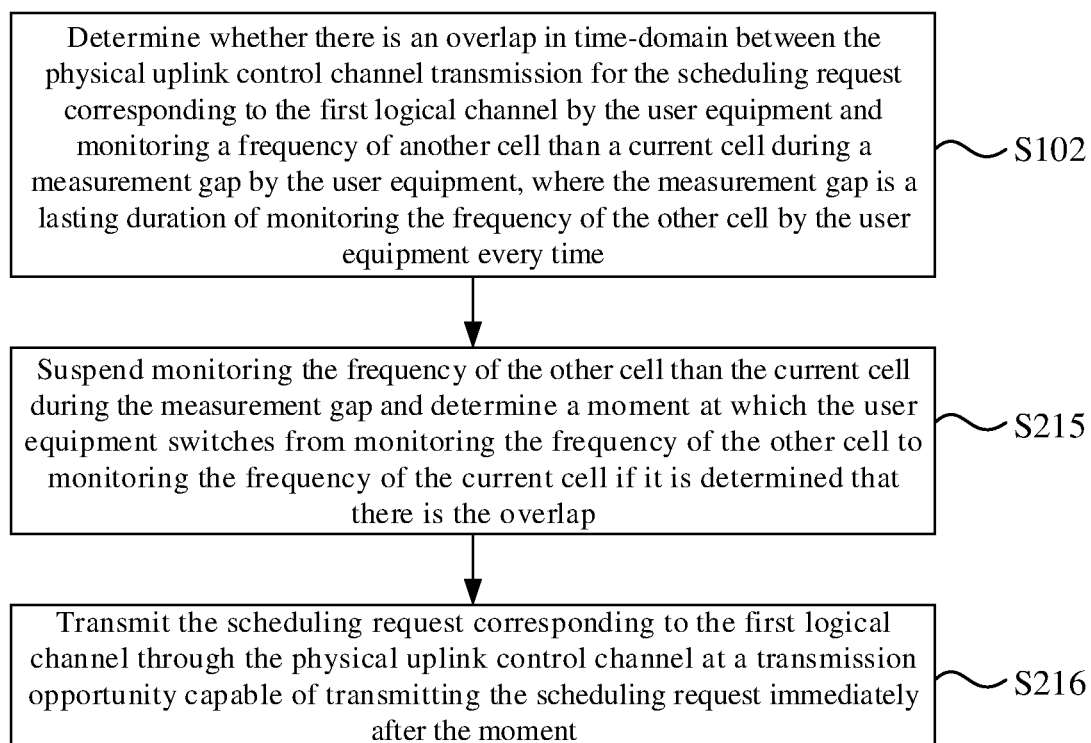 Determine whether there is an overlap in time-domain between the
physical uplink control channel transmission for the scheduling request
corresponding to the first logical channel by the user equipment and
monitoring a frequency of another cell than a current cell during a
measurement gap by the user equipment, where the measurement gap is a
lasting duration of monitoring the frequency of the other cell by the user
equipment every time
S102
Suspend monitoring the frequency of the other cell than the current cell
during the measurement gap and determine a moment at which the user
equipment switches from monitoring the frequency of the other cell to
monitoring the frequency of the current cell if it is determined that
there is the overlap
S215
Transmit the scheduling request corresponding to the first logical
channel through the physical uplink control channel at a transmission
opportunity capable of transmitting the scheduling request immediately
after the moment
S216